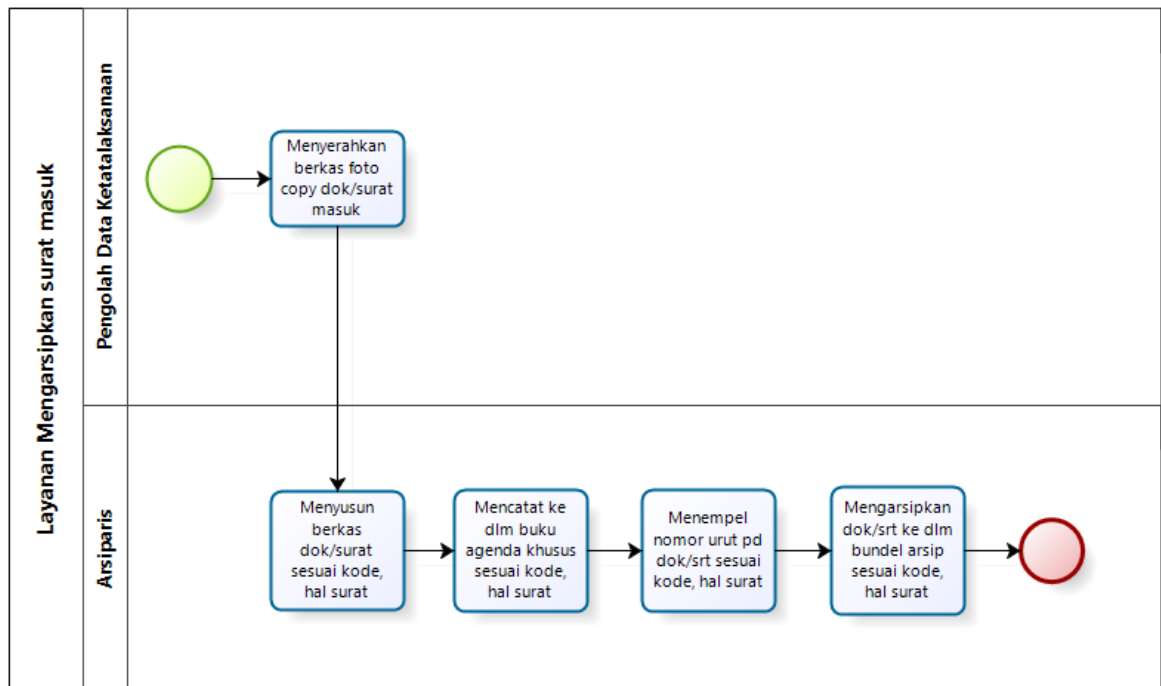 Layanan Mengarsipkan surat masuk
Pengolah Data Ketatalaksanaan
Menyerahkan
berkas foto
copy dok/surat
masuk
Arsiparis
Menyusun
berkas
dok/surat
sesuai kode,
hal surat
Mencatat ke
dlm buku
agenda khusus
sesuai kode,
hal surat
Menempel
nomor urut pd
dok/srt sesuai
kode, hal surat
Mengarsipkan
dok/srt ke dlm
bundel arsip
sesuai kode,
hal surat